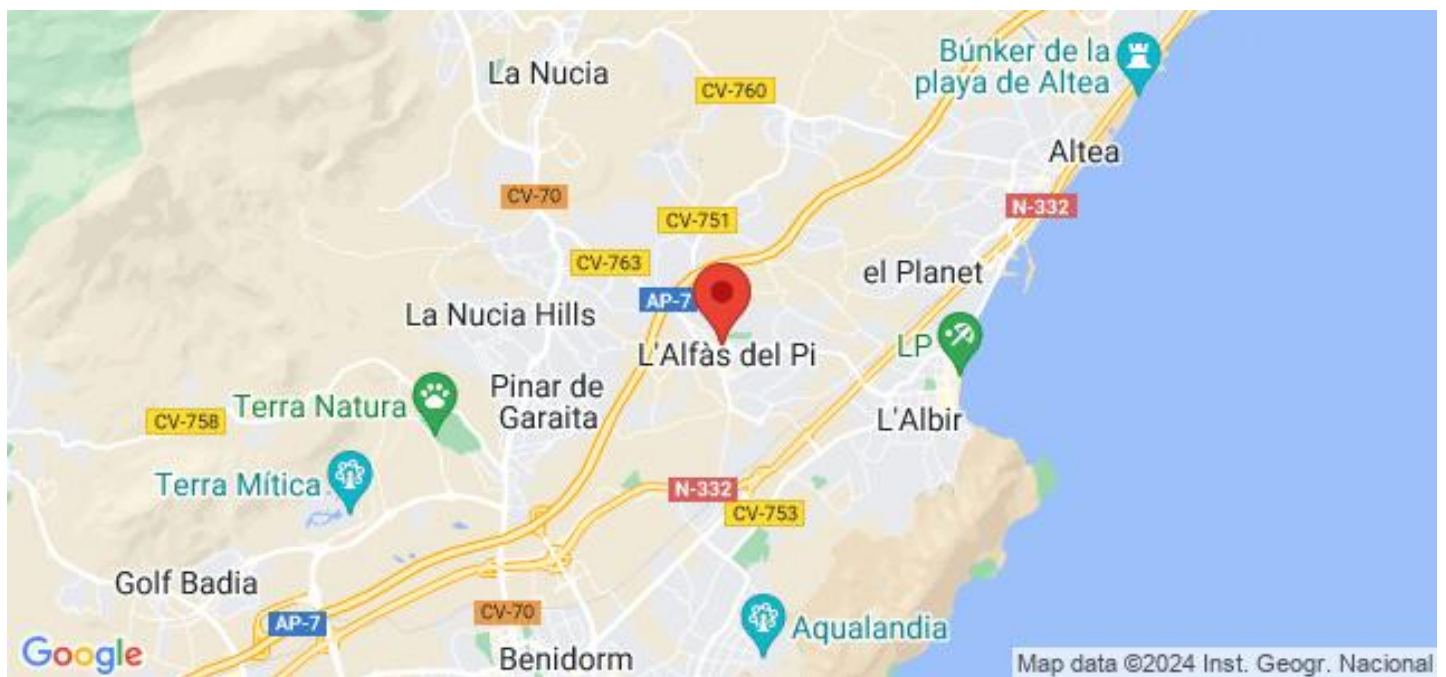 Búnker de la
playa de Altea
La Nucia
CV-760
Altea
CV-70
N-332
CV-751
CV-763
el Planet
AP-7
La Nucia Hills
LP
L'Alfàs del Pi
Pinar de
Garaita
Terra Natura
CV-758
L'Albir
Terra Mítica
N-332
CV-753
Golf Badia
CV-70
AP-7
Aqualandia
Google
Benidorm
Map data ©2024 Inst. Geogr. Nacional